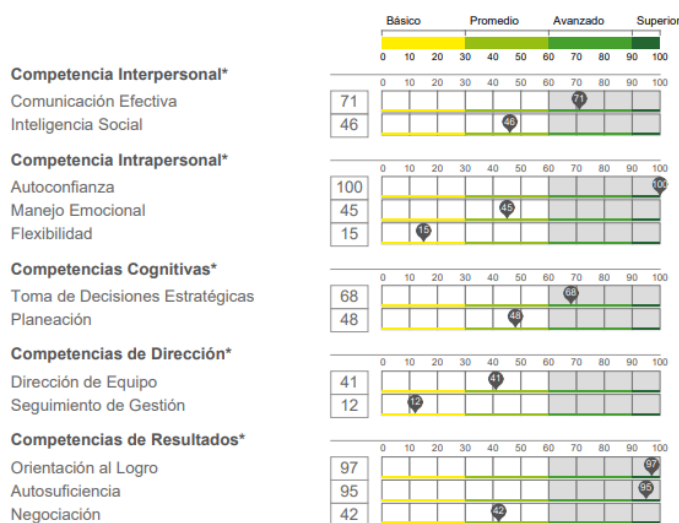 Básico Promedio Avanzado Superior
0 10 20 30 40 50 60 70 80 90 100
Competencia Interpersonal*
0 10 20 30 40 50 60 70 80 90 100
Comunicación Efectiva 71 71
Inteligencia Social 46 46
Competencia Intrapersonal*
0 10 20 30 40 50 60 70 80 90 100
Autoconfianza 100 100
Manejo Emocional 45 45
Flexibilidad 15 15
Competencias Cognitivas*
0 10 20 30 40 50 60 70 80 90 100
Toma de Decisiones Estratégicas 68 68
Planeación 48 48
Competencias de Dirección*
0 10 20 30 40 50 60 70 80 90 100
Dirección de Equipo 41 41
Seguimiento de Gestión 12 12
Competencias de Resultados*
0 10 20 30 40 50 60 70 80 90 100
Orientación al Logro 97 97
Autosuficiencia 95 95
Negociación 42 42